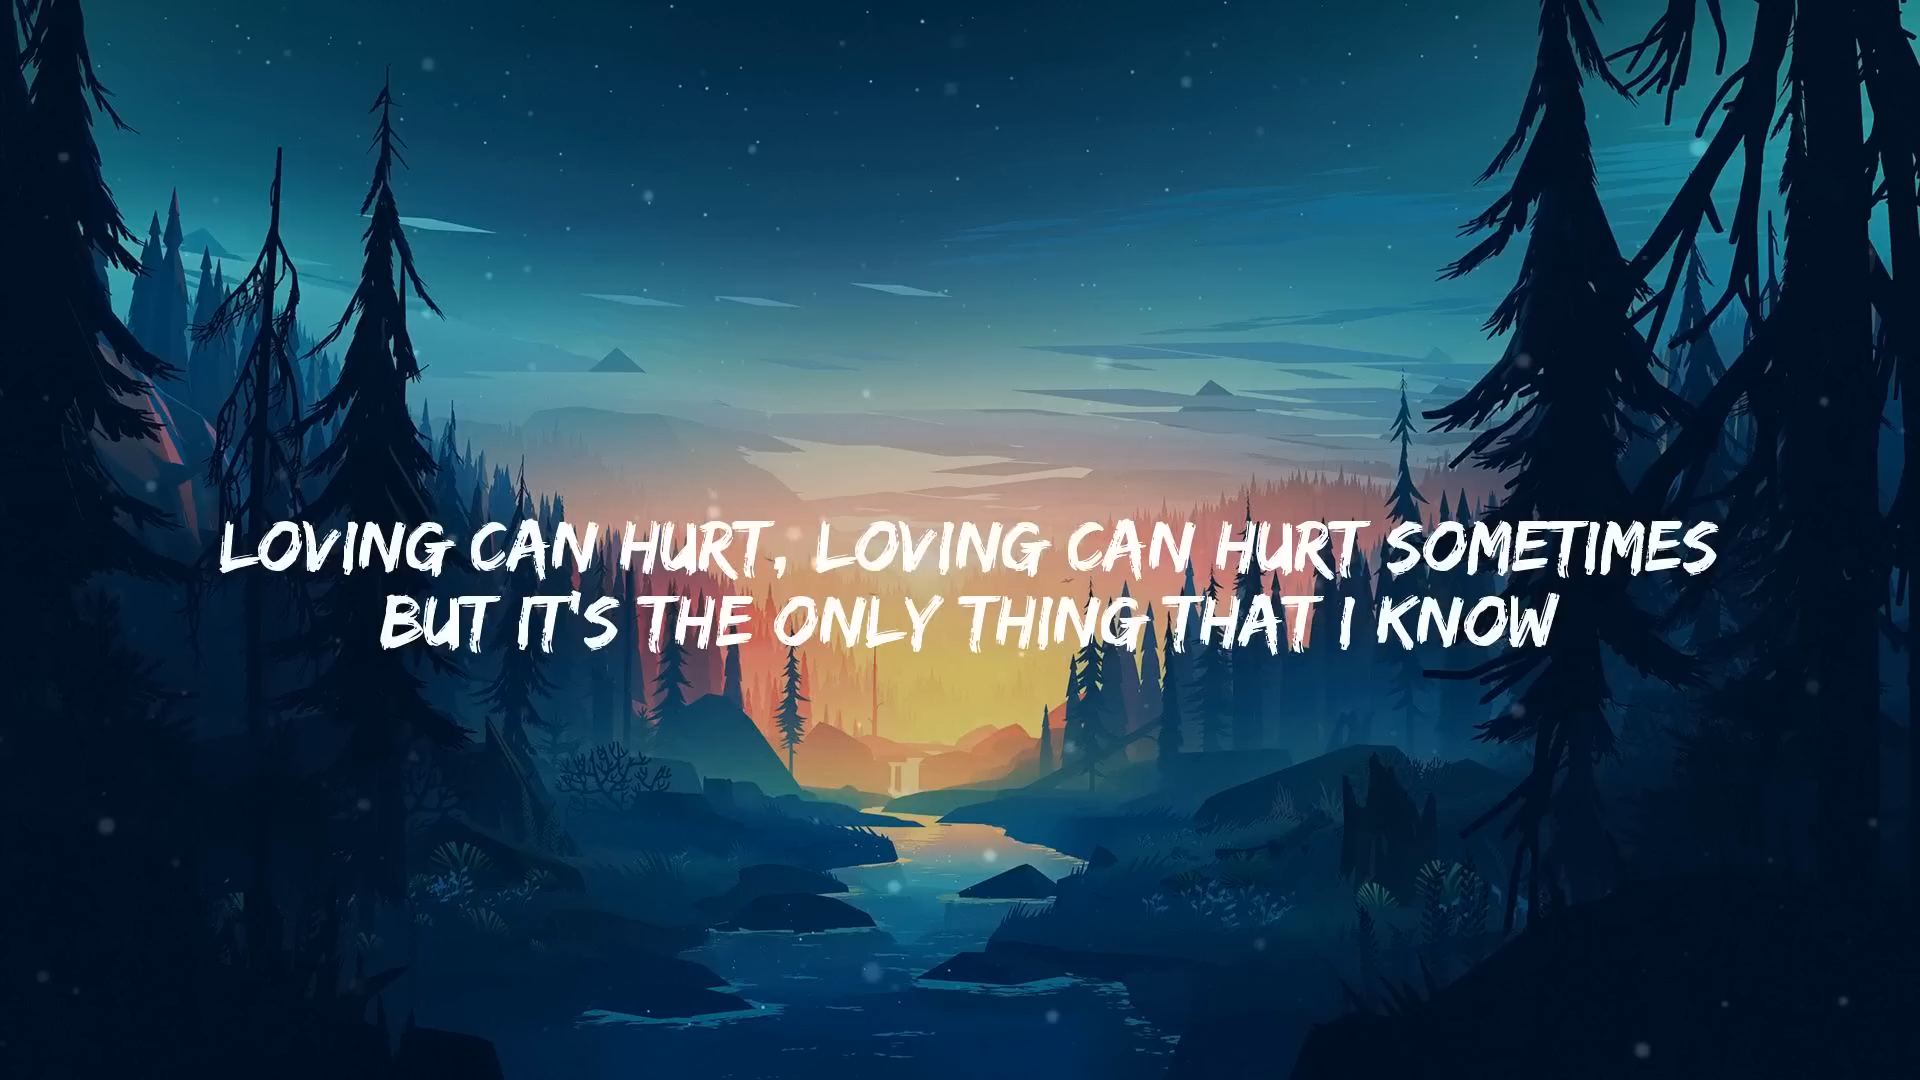 LOVING CAN HURT, LOVING CAN HURT SOMETIMES
BUT IT'S THE ONLY THING THAT I KNOW